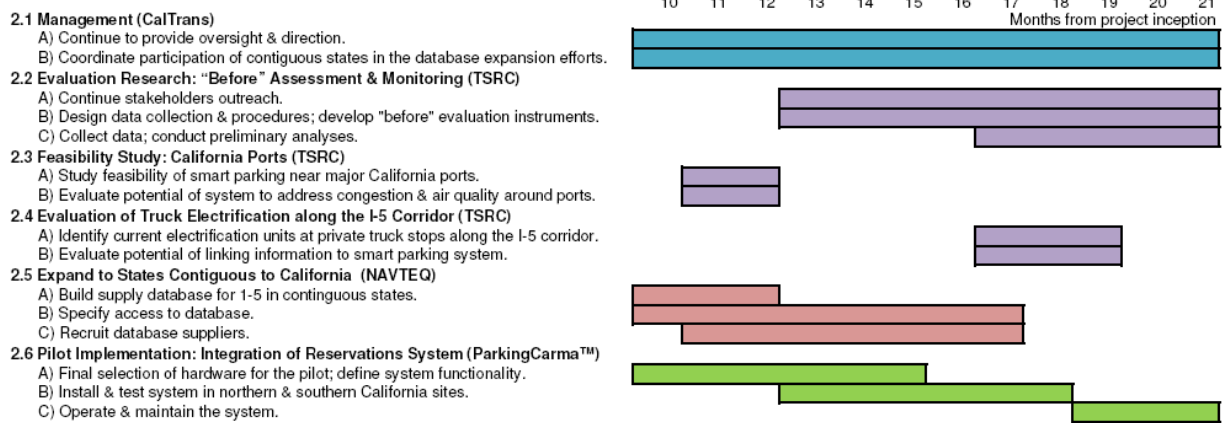 10 11 12 13 14 15 16 17 18 19 20 21
Months from project inception
2.1 Management (CalTrans)
A) Continue to provide oversight & direction.
B) Coordinate participation of contiguous states in the database expansion efforts.
2.2 Evaluation Research: “Before” Assessment & Monitoring (TSRC)
A) Continue stakeholders outreach.
B) Design data collection & procedures; develop "before" evaluation instruments.
C) Collect data; conduct preliminary analyses.
2.3 Feasibility Study: California Ports (TSRC)
A) Study feasibility of smart parking near major California ports.
B) Evaluate potential of system to address congestion & air quality around ports.
2.4 Evaluation of Truck Electrification along the I-5 Corridor (TSRC)
A) Identify current electrification units at private truck stops along the I-5 corridor.
B) Evaluate potential of linking information to smart parking system.
2.5 Expand to States Contiguous to California (NAVTEQ)
A) Build supply database for 1-5 in continguous states.
B) Specify access to database.
C) Recruit database suppliers.
2.6 Pilot Implementation: Integration of Reservations System (ParkingCarma™)
A) Final selection of hardware for the pilot; define system functionality.
B) Install & test system in northern & southern California sites.
C) Operate & maintain the system.